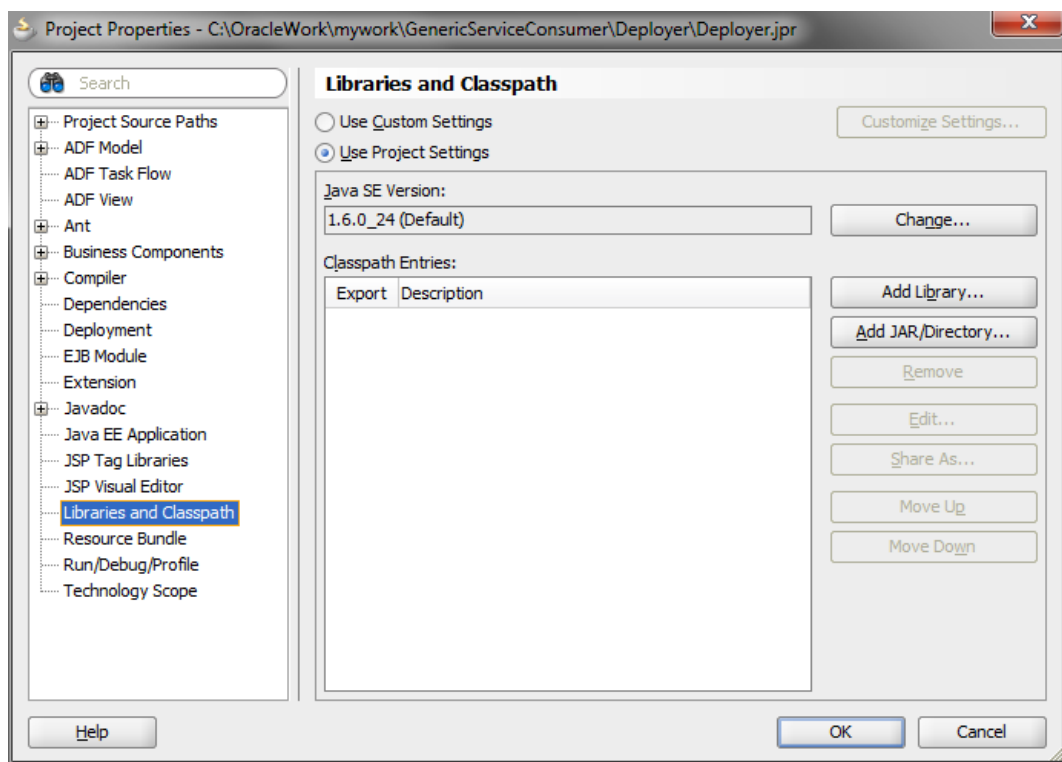 Project Properties - C:\OracleWork\mywork\GenericServiceConsumer\Deployer\Deployer.jpr
Search
Project Source Paths
ADF Model
ADF Task Flow
ADF View
Ant
Business Components
Compiler
Dependencies
Deployment
EJB Module
Extension
Javadoc
Java EE Application
JSP Tag Libraries
JSP Visual Editor
Libraries and Classpath
Resource Bundle
Run/Debug/Profile
Technology Scope
Libraries and Classpath
Use Custom Settings
Customize Settings...
Use Project Settings
Java SE Version:
1.6.0_24 (Default)
Change...
Classpath Entries:
Export Description
Add Library...
Add JAR/Directory...
Remove
Edit...
Share As...
Move Up
Move Down
Help
OK
Cancel